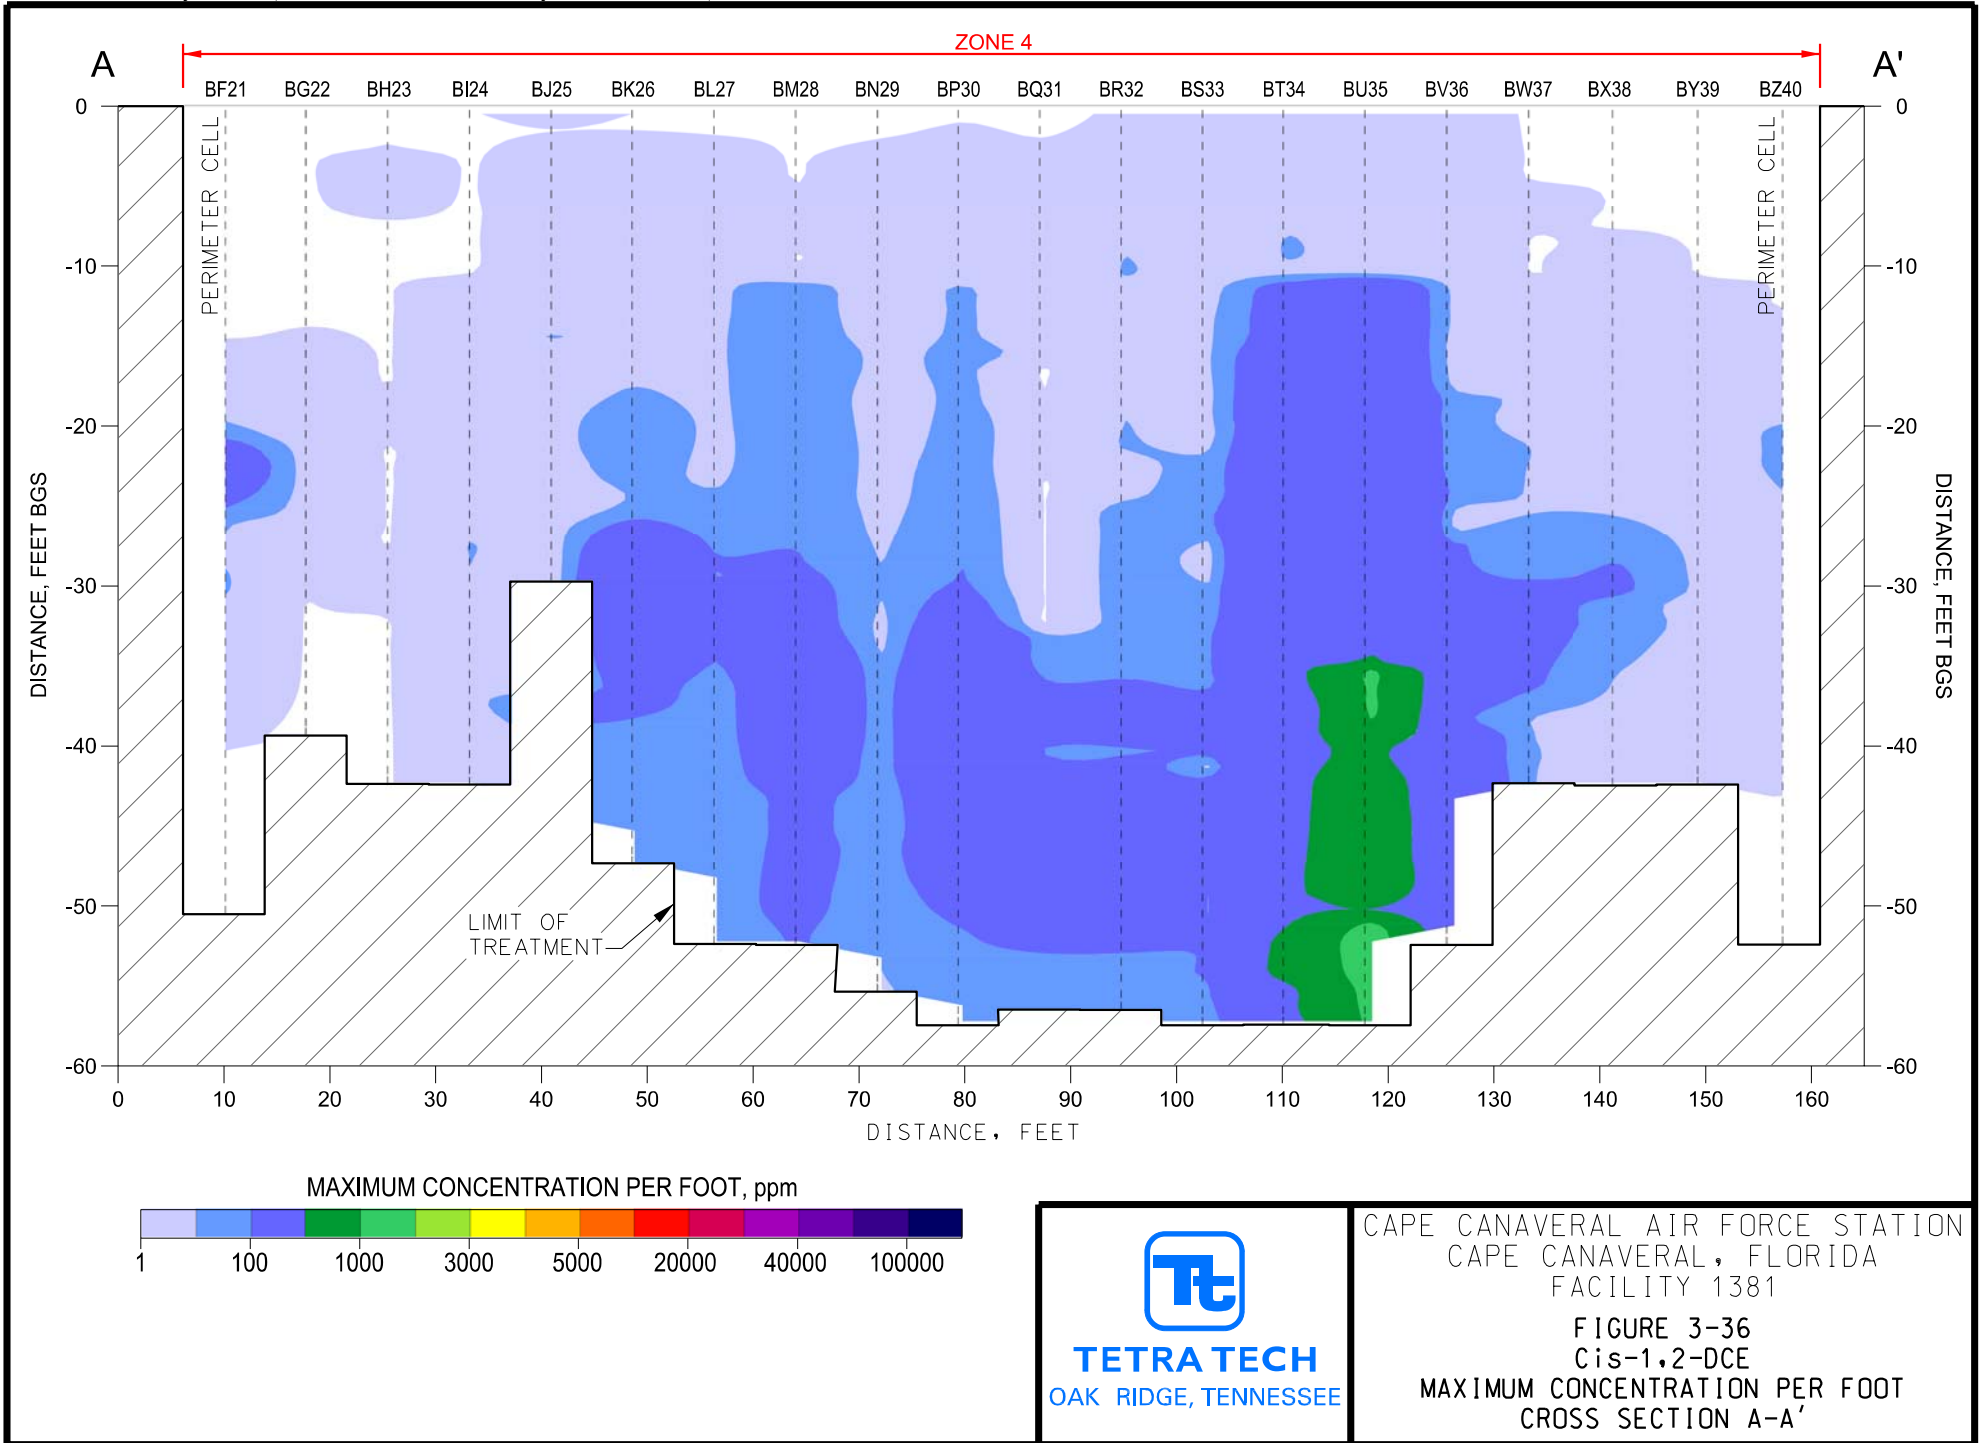 ZONE 4
A
A'
BF21 BG22 BH23 BI24 BJ25 BK26 BL27 BM28 BN29 BP30 BQ31 BR32 BS33 BT34 BU35 BV36 BW37 BX38 BY39 BZ40
PERIMETER CELL
PERIMETER CELL
0
-10
-20
-30
-40
-50
-60
DISTANCE, FEET BGS
0
-10
-20
-30
-40
-50
-60
DISTANCE, FEET BGS
LIMIT OF
TREATMENT
0 10 20 30 40 50 60 70 80 90 100 110 120 130 140 150 160
DISTANCE, FEET
MAXIMUM CONCENTRATION PER FOOT, ppm
1 100 1000 3000 5000 20000 40000 100000
Tt
TETRA TECH
OAK RIDGE, TENNESSEE
CAPE CANAVERAL AIR FORCE STATION
CAPE CANAVERAL, FLORIDA
FACILITY 1381
FIGURE 3-36
Cis-1,2-DCE
MAXIMUM CONCENTRATION PER FOOT
CROSS SECTION A-A'